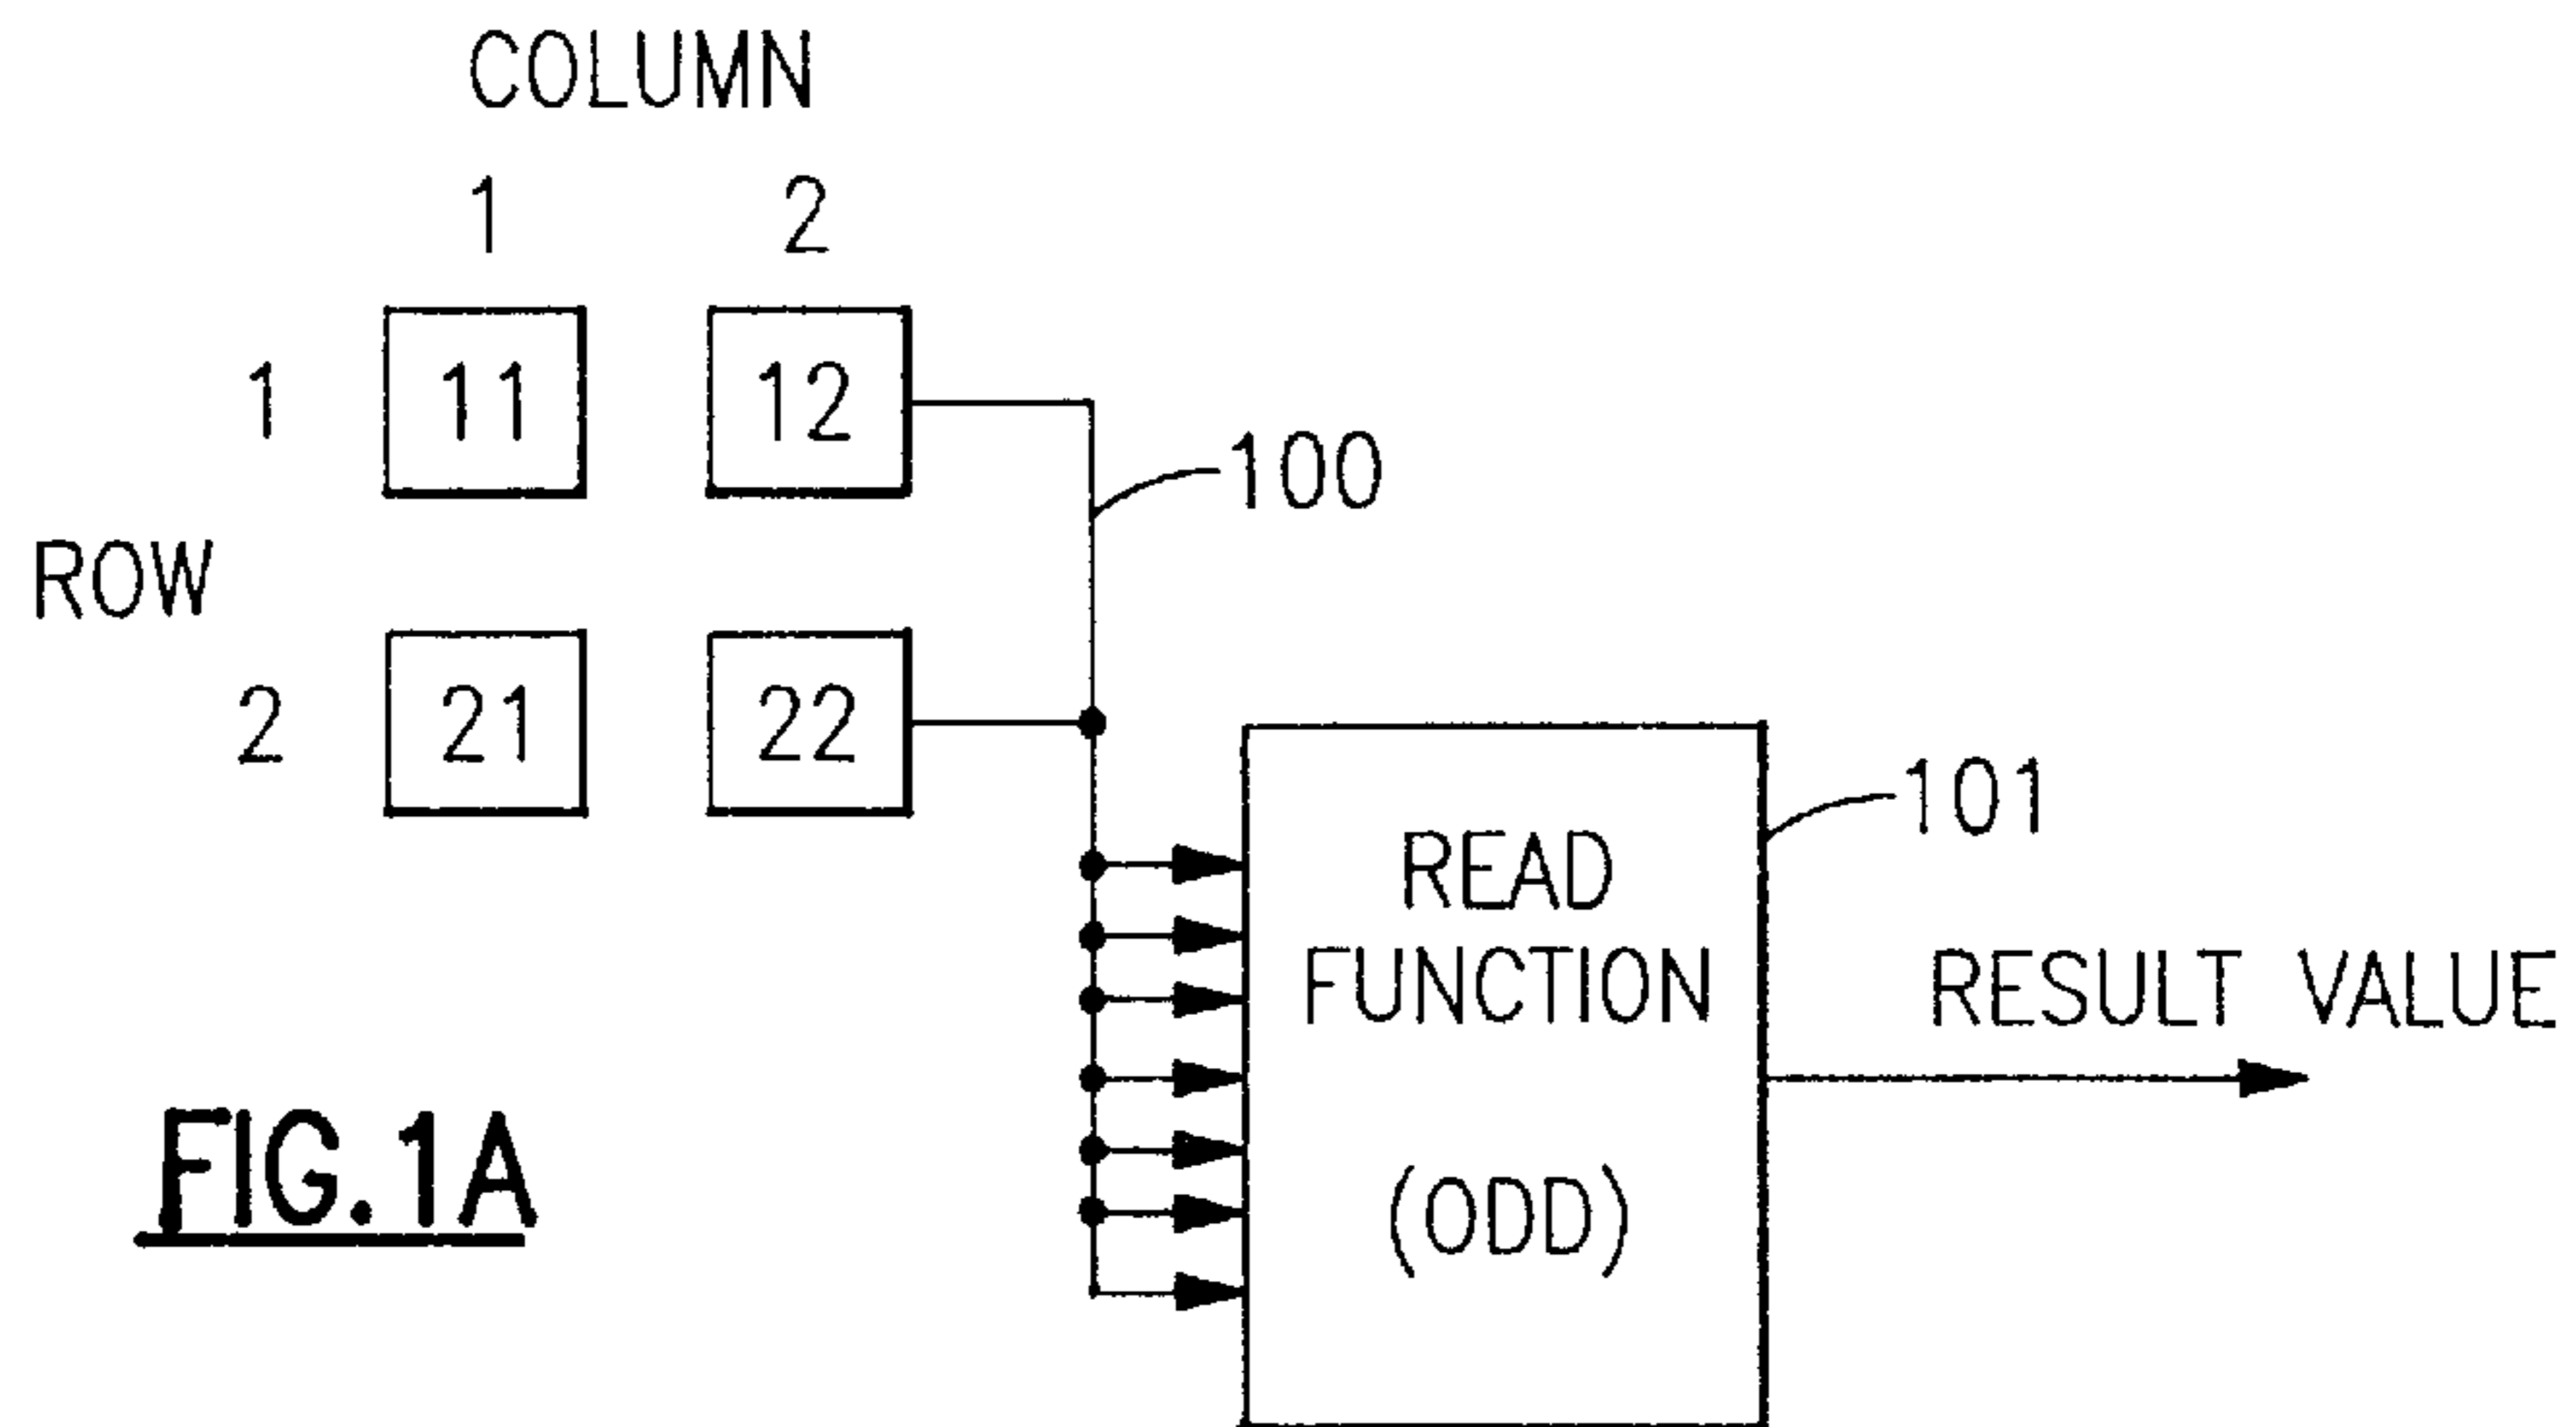 COLUMN
1 2
1 11 12
100
ROW
2 21 22
101
READ
FUNCTION
(ODD)
RESULT VALUE
FIG.1A